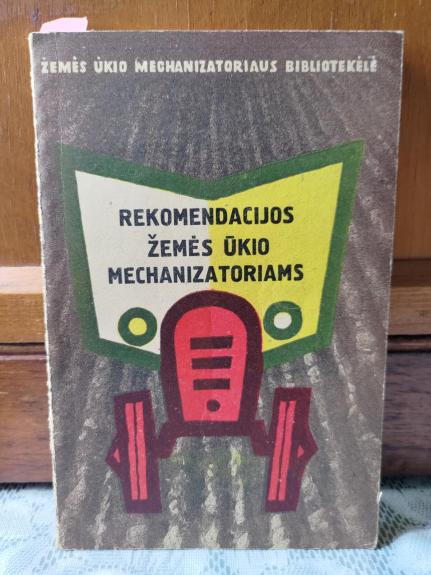 ŽEMĖS ŪKIO MECHANIZATORIAUS BIBLIOTEKĖLĖ
REKOMENDACIJOS
ŽEMĖS ŪKIO
MECHANIZATORIAMS